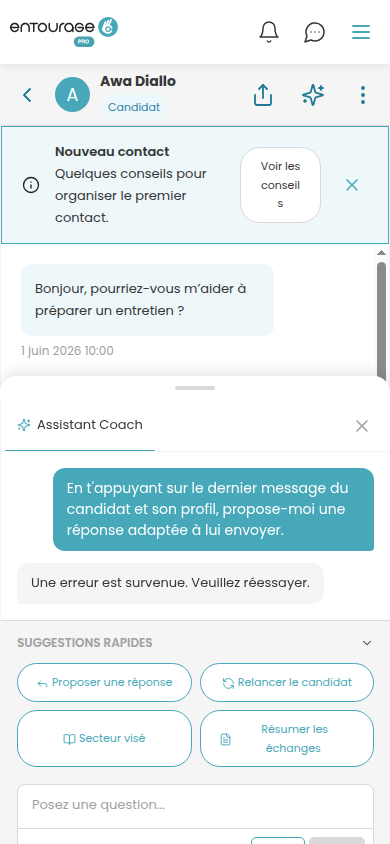 entourage
PRO
A
Awa Diallo
Candidat
Nouveau contact
Quelques conseils pour
organiser le premier
contact.
Voir les
conseil
s
Bonjour, pourriez-vous m’aider à
préparer un entretien ?
1 juin 2026 10:00
Assistant Coach
En t'appuyant sur le dernier message du
candidat et son profil, propose-moi une
réponse adaptée à lui envoyer.
Une erreur est survenue. Veuillez réessayer.
SUGGESTIONS RAPIDES
Proposer une réponse
Relancer le candidat
Secteur visé
Résumer les
échanges
Posez une question...